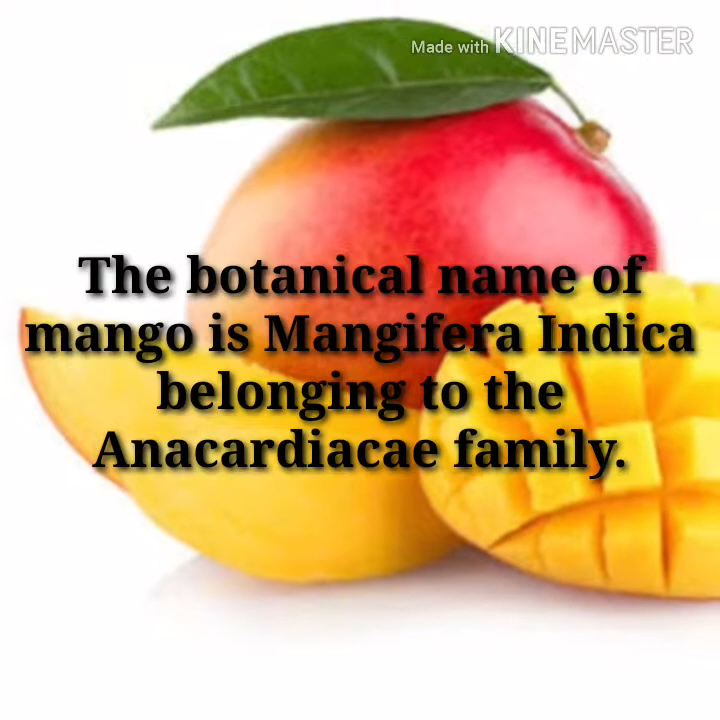 Made with KINEMASTER
The botanical name of
mango is Mangifera Indica
belonging to the
Anacardiacae family.